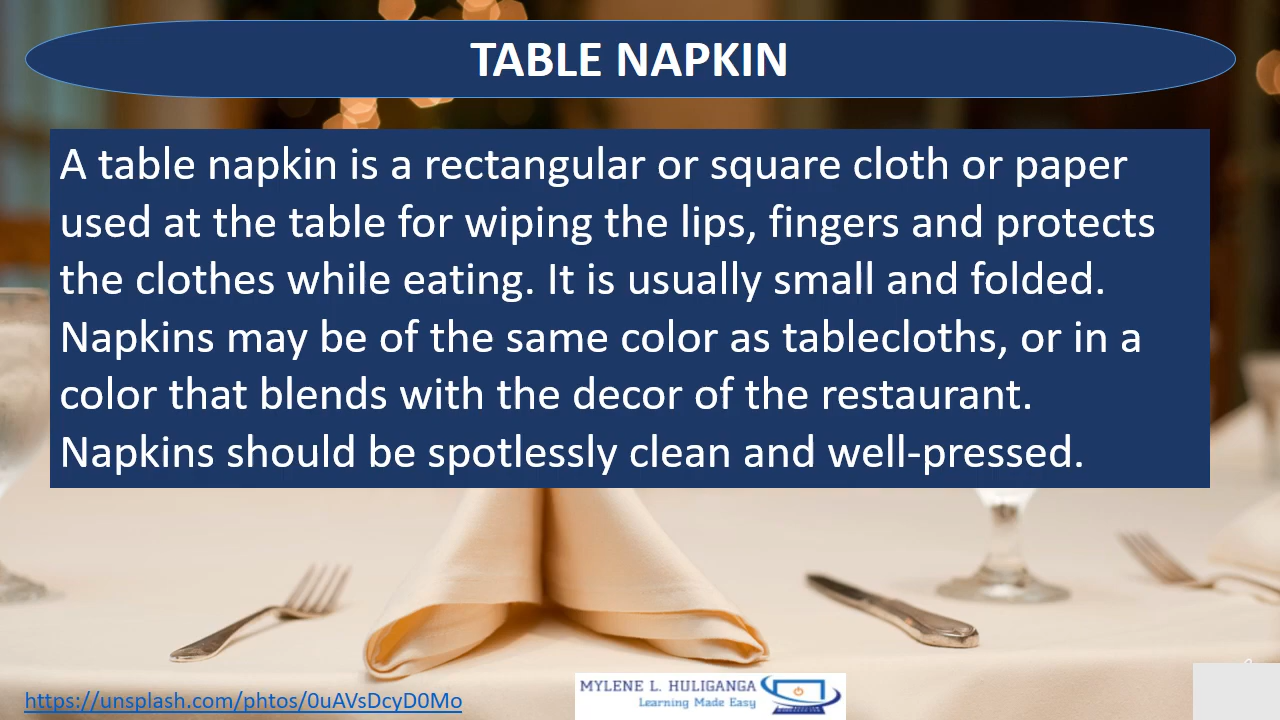 TABLE NAPKIN
A table napkin is a rectangular or square cloth or paper
used at the table for wiping the lips, fingers and protects
the clothes while eating. It is usually small and folded.
Napkins may be of the same color as tablecloths, or in a
color that blends with the decor of the restaurant.
Napkins should be spotlessly clean and well-pressed.
https://unsplash.com/phtos/0uAVsDcyD0Mo
MYLENE L. HULIGANGA
Learning Made Easy